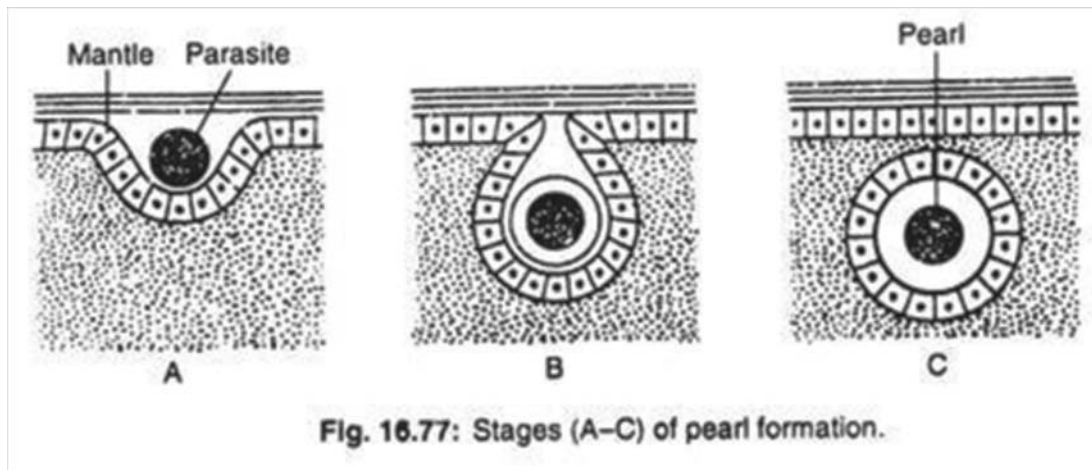 Mantle Parasite
Pearl
A
B
C
Fig. 16.77: Stages (A–C) of pearl formation.